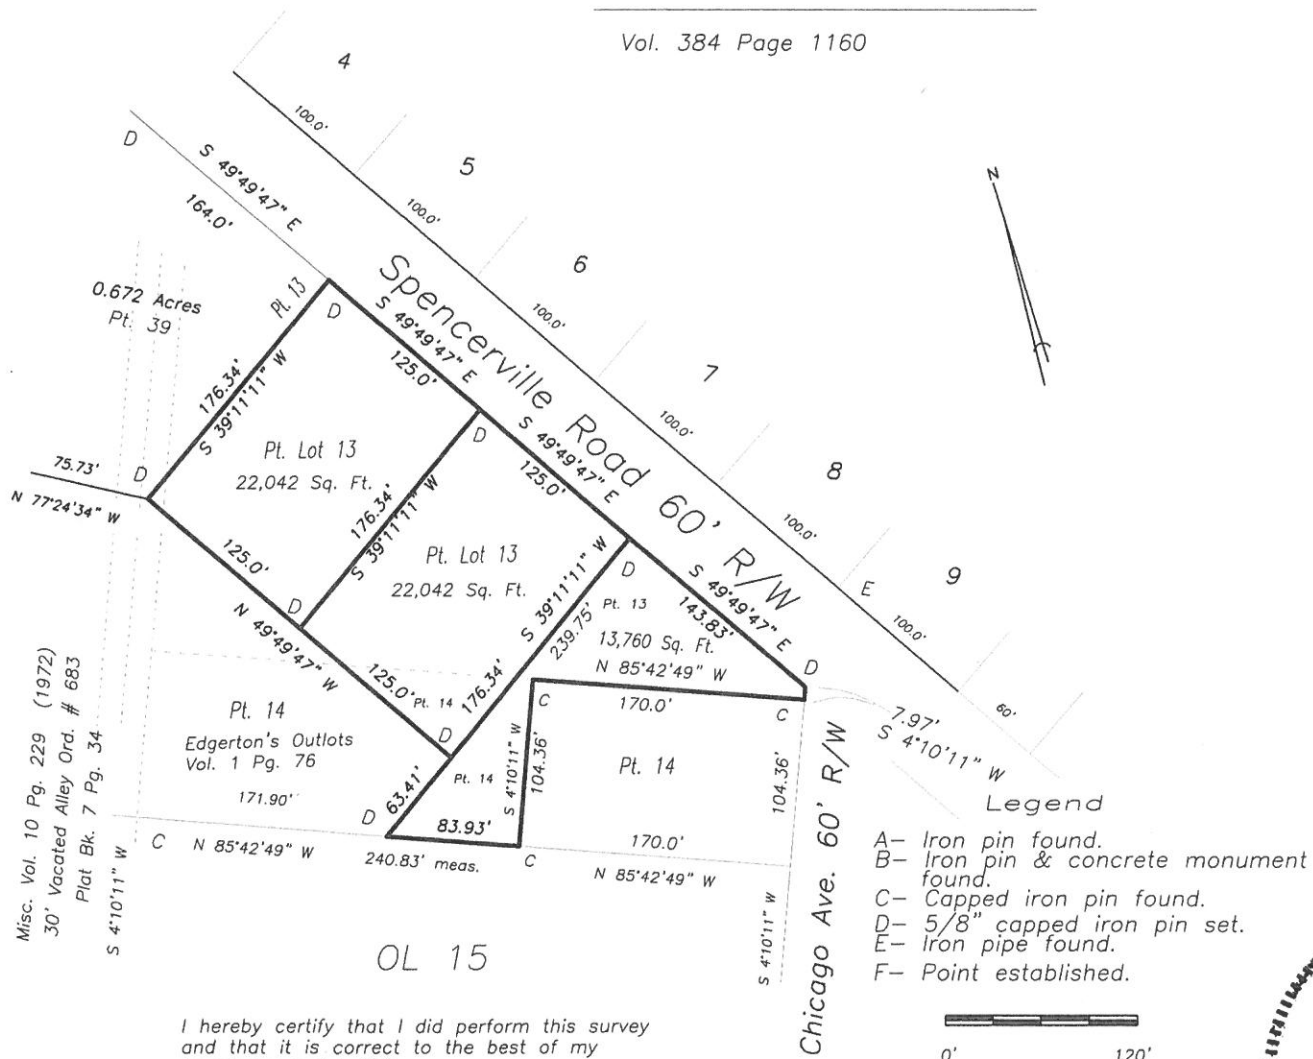 Vol. 384 Page 1160
4
100.0'
5
100.0'
6
100.0'
7
100.0'
8
100.0'
9
100.0'
60'
N
D
S 49°49'47" E
164.0'
Spencerville Road 60' R/W
0.672 Acres
Pt. 39
Pt. 13
D
S 49°49'47" E
125.0'
176.34'
S 39°11'11" W
Pt. Lot 13
22,042 Sq. Ft.
D
S 49°49'47" E
125.0'
75.73'
D
N 77°24'34" W
176.34'
S 39°11'11" W
Pt. Lot 13
22,042 Sq. Ft.
D
S 49°49'47" E
143.83'
E
125.0'
D
N 49°49'47" W
125.0'
Pt. 14
S 39°11'11" W
239.75'
176.34'
Pt. 13
13,760 Sq. Ft.
N 85°42'49" W
D
C
170.0'
C
7.97'
S 4°10'11" W
Pt. 14
Edgerton's Outlots
Vol. 1 Pg. 76
171.90'
D
63.41'
Pt. 14
S 4°10'11" W
104.36'
Pt. 14
104.36'
83.93'
D
C
N 85°42'49" W
240.83' meas.
C
170.0'
N 85°42'49" W
Misc. Vol. 10 Pg. 229 (1972)
30' Vacated Alley Ord. # 683
Plat Bk. 7 Pg. 34
S 4°10'11" W
S 4°10'11" W
Chicago Ave. 60' R/W
OL 15
Legend
A- Iron pin found.
B- Iron pin & concrete monument
found.
C- Capped iron pin found.
D- 5/8" capped iron pin set.
E- Iron pipe found.
F- Point established.
0' 120'
I hereby certify that I did perform this survey
and that it is correct to the best of my